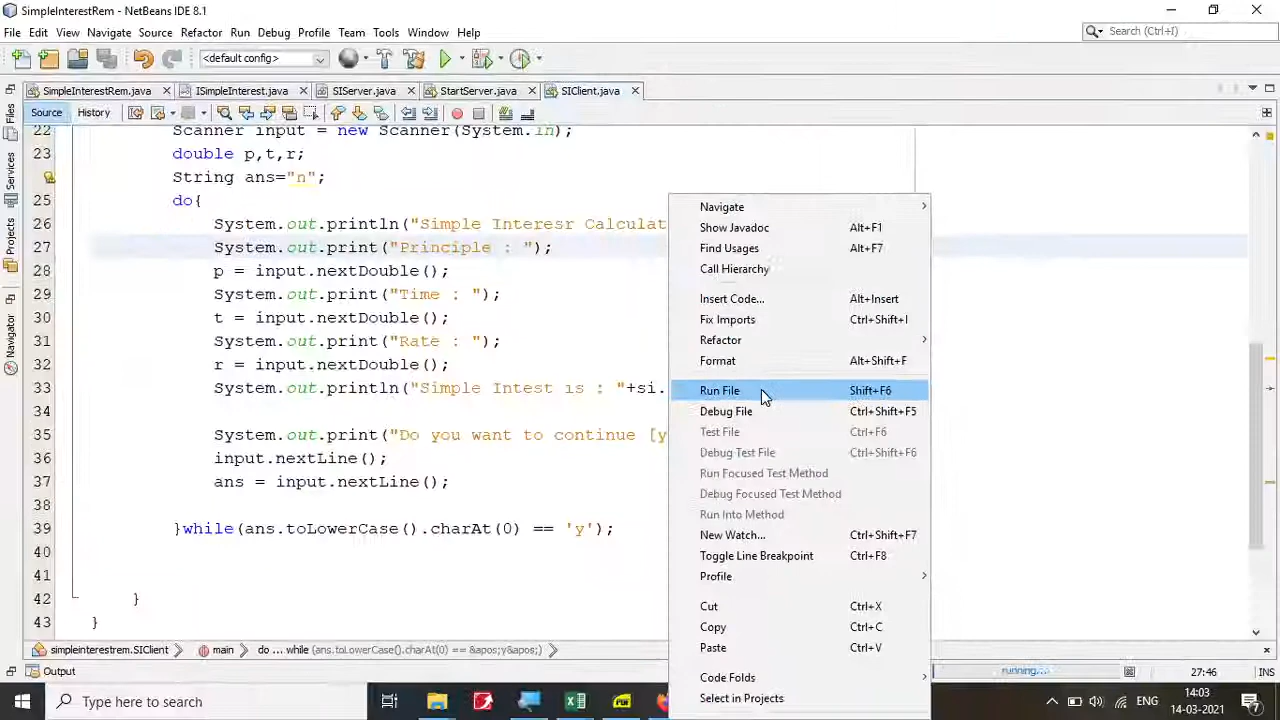 SimpleInterestRem - NetBeans IDE 8.1
File Edit View Navigate Source Refactor Run Debug Profile Team Tools Window Help
Search (Ctrl+I)
<default config>
SimpleInterestRem.java ISimpleInterest.java SIServer.java StartServer.java SIClient.java
Source History
Files
Services
Projects
Navigator
22 Scanner input = new Scanner(System.in);
23 double p,t,r;
String ans="n";
25 do{
26 System.out.println("Simple Interesr Calculat
27 System.out.print("Principle : ");
28 p = input.nextDouble();
29 System.out.print("Time : ");
30 t = input.nextDouble();
31 System.out.print("Rate : ");
32 r = input.nextDouble();
33 System.out.println("Simple Intest is : "+si.
34
35 System.out.print("Do you want to continue [y
36 input.nextLine();
37 ans = input.nextLine();
38
39 }while(ans.toLowerCase().charAt(0) == 'y');
40
41
42 }
43 }
Navigate
Show Javadoc Alt+F1
Find Usages Alt+F7
Call Hierarchy
Insert Code... Alt+Insert
Fix Imports Ctrl+Shift+I
Refactor
Format Alt+Shift+F
Run File Shift+F6
Debug File Ctrl+Shift+F5
Test File Ctrl+F6
Debug Test File Ctrl+Shift+F6
Run Focused Test Method
Debug Focused Test Method
Run Into Method
New Watch... Ctrl+Shift+F7
Toggle Line Breakpoint Ctrl+F8
Profile
Cut Ctrl+X
Copy Ctrl+C
Paste Ctrl+V
Code Folds
Select in Projects
simpleinterestrem.SIClient main do ... while (ans.toLowerCase().charAt(0) == &apos;y&apos;)
Output
running...
27:46 INS
Type here to search
ENG
14:03
14-03-2021